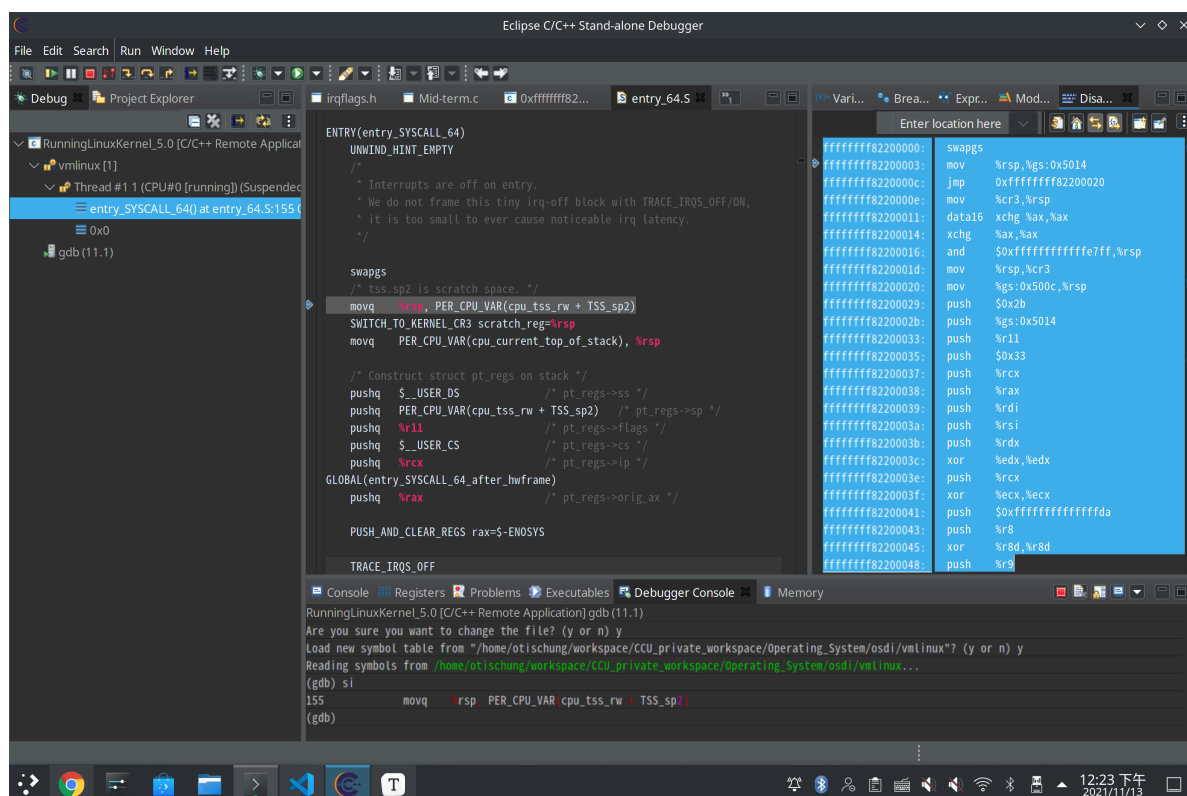 Eclipse C/C++ Stand-alone Debugger
File Edit Search Run Window Help
Debug
Project Explorer
RunningLinuxKernel_5.0 [C/C++ Remote Applicat
vmlinux [1]
Thread #1 1 (CPU#0 [running]) (Suspended
entry_SYSCALL_64() at entry_64.S:155 0
0x0
gdb (11.1)
irqflags.h
Mid-term.c
0xffffffff82...
entry_64.S
»1
ENTRY(entry_SYSCALL_64)
UNWIND_HINT_EMPTY
/*
* Interrupts are off on entry.
* We do not frame this tiny irq-off block with TRACE_IRQS_OFF/ON,
* it is too small to ever cause noticeable irq latency.
*/
swapgs
/* tss.sp2 is scratch space. */
movq %rsp, PER_CPU_VAR(cpu_tss_rw + TSS_sp2)
SWITCH_TO_KERNEL_CR3 scratch_reg=%rsp
movq PER_CPU_VAR(cpu_current_top_of_stack), %rsp
/* Construct struct pt_regs on stack */
pushq $__USER_DS /* pt_regs->ss */
pushq PER_CPU_VAR(cpu_tss_rw + TSS_sp2) /* pt_regs->sp */
pushq %r11 /* pt_regs->flags */
pushq $__USER_CS /* pt_regs->cs */
pushq %rcx /* pt_regs->ip */
GLOBAL(entry_SYSCALL_64_after_hwframe)
pushq %rax /* pt_regs->orig_ax */
PUSH_AND_CLEAR_REGS rax=$-ENOSYS
TRACE_IRQS_OFF
Vari...
Brea...
Expr...
Mod...
Disa...
Enter location here
ffffffff82200000: swapgs
ffffffff82200003: mov %rsp,%gs:0x5014
ffffffff8220000c: jmp 0xffffffff82200020
ffffffff8220000e: mov %cr3,%rsp
ffffffff82200011: data16 xchg %ax,%ax
ffffffff82200014: xchg %ax,%ax
ffffffff82200016: and $0xffffffffffffe7ff,%rsp
ffffffff8220001d: mov %rsp,%cr3
ffffffff82200020: mov %gs:0x500c,%rsp
ffffffff82200029: push $0x2b
ffffffff8220002b: push %gs:0x5014
ffffffff82200033: push %r11
ffffffff82200035: push $0x33
ffffffff82200037: push %rcx
ffffffff82200038: push %rax
ffffffff82200039: push %rdi
ffffffff8220003a: push %rsi
ffffffff8220003b: push %rdx
ffffffff8220003c: xor %edx,%edx
ffffffff8220003e: push %rcx
ffffffff8220003f: xor %ecx,%ecx
ffffffff82200041: push $0xffffffffffffffda
ffffffff82200043: push %r8
ffffffff82200045: xor %r8d,%r8d
ffffffff82200048: push %r9
Console
Registers
Problems
Executables
Debugger Console
Memory
RunningLinuxKernel_5.0 [C/C++ Remote Application] gdb (11.1)
Are you sure you want to change the file? (y or n) y
Load new symbol table from "/home/otischung/workspace/CCU_private_workspace/Operating_System/osdi/vmlinux"? (y or n) y
Reading symbols from /home/otischung/workspace/CCU_private_workspace/Operating_System/osdi/vmlinux...
(gdb) si
155 movq %rsp, PER_CPU_VAR(cpu_tss_rw + TSS_sp2)
(gdb)
T
12:23 下午
2021/11/13